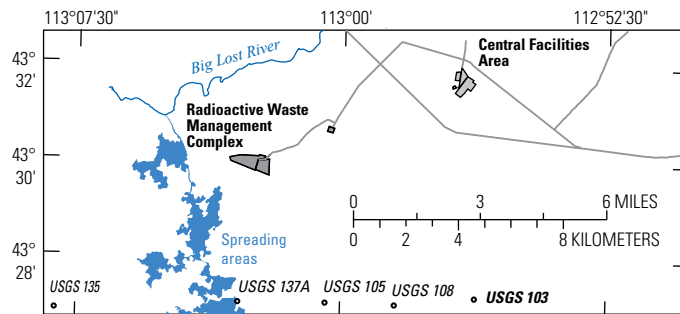 113°07'30" 113°00' 112°52'30"
43°
32'
Big Lost River
Central Facilities
Area
Radioactive Waste
Management
Complex
43°
30'
0 3 6 MILES
0 2 4 8 KILOMETERS
Spreading
areas
43°
28'
USGS 135 USGS 137A USGS 105 USGS 108 USGS 103